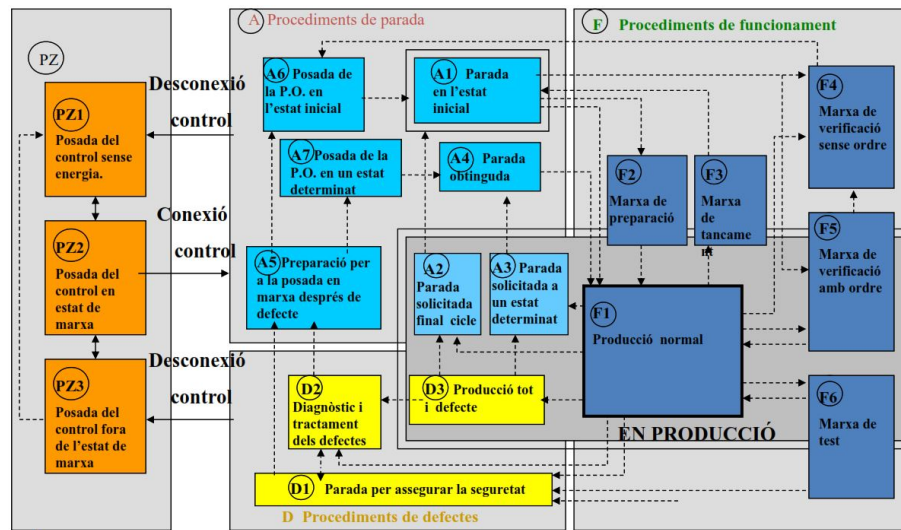 PZ
A Procediments de parada
F Procediments de funcionament
Desconexió
control
Conexió
control
Desconexió
control
PZ1
Posada del
control sense
energia.
PZ2
Posada del
control en
estat de
marxa
PZ3
Posada del
control fora
de l'estat de
marxa
A6 Posada de
la P.O. en
l'estat inicial
A1 Parada
en l'estat
inicial
A7 Posada de la
P.O. en un estat
determinat
A4 Parada
obtinguda
A5 Preparació per
a la posada en
marxa després de
defecte
A2
Parada
solicitada
final cicle
A3 Parada
solicitada a
un estat
determinat
F2
Marxa de
preparació
F3
Marxa
de
tancame
F4
Marxa de
verificació
sense ordre
F5
Marxa de
verificació
amb ordre
F1
Producció normal
F6
Marxa de
test
D2
Diagnòstic i
tractament
dels defectes
D3 Producció tot
i defecte
EN PRODUCCIÓ
D1 Parada per assegurar la seguretat
D Procediments de defectes